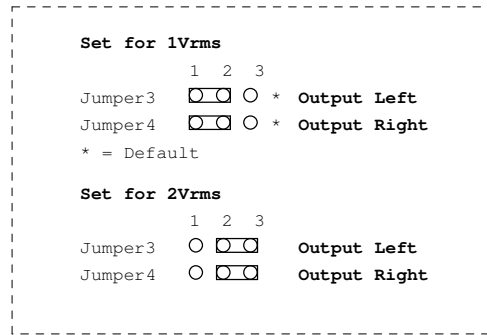 Set for 1Vrms
1 2 3
Jumper3 * Output Left
Jumper4 * Output Right
* = Default
Set for 2Vrms
1 2 3
Jumper3 Output Left
Jumper4 Output Right